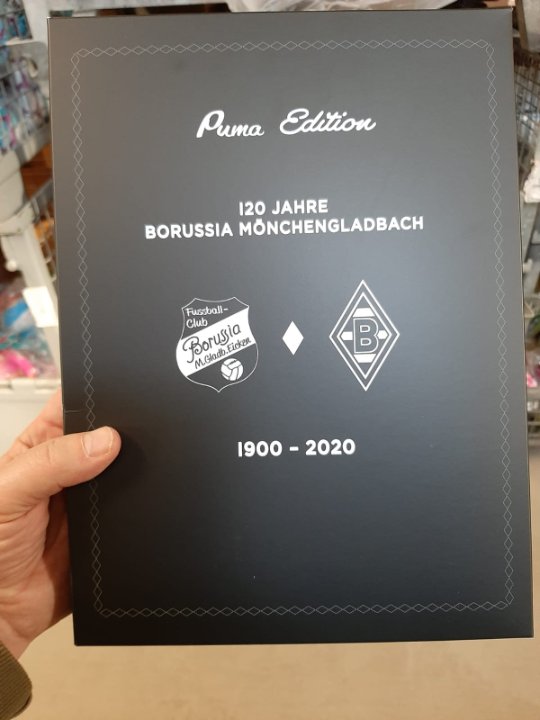 Puma Edition
120 JAHRE
BORUSSIA MÖNCHENGLADBACH
Fussball-
Club
Borussia
M.Gladb.Eicken
B
1900 – 2020